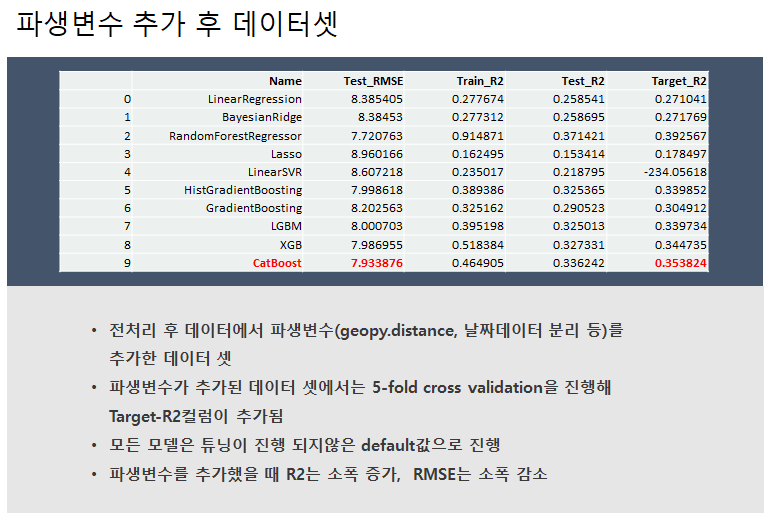 파생변수 추가 후 데이터셋
Name Test_RMSE Train_R2 Test_R2 Target_R2
0 LinearRegression 8.385405 0.277674 0.258541 0.271041
1 BayesianRidge 8.38453 0.277312 0.258695 0.271769
2 RandomForestRegressor 7.720763 0.914871 0.371421 0.392567
3 Lasso 8.960166 0.162495 0.153414 0.178497
4 LinearSVR 8.607218 0.235017 0.218795 -234.05618
5 HistGradientBoosting 7.998618 0.389386 0.325365 0.339852
6 GradientBoosting 8.202563 0.325162 0.290523 0.304912
7 LGBM 8.000703 0.395198 0.325013 0.339734
8 XGB 7.986955 0.518384 0.327331 0.344735
9 CatBoost 7.933876 0.464905 0.336242 0.353824
• 전처리 후 데이터에서 파생변수(geopy.distance, 날짜데이터 분리 등)를
추가한 데이터 셋
• 파생변수가 추가된 데이터 셋에서는 5-fold cross validation을 진행해
Target-R2컬럼이 추가됨
• 모든 모델은 튜닝이 진행 되지않은 default값으로 진행
• 파생변수를 추가했을 때 R2는 소폭 증가, RMSE는 소폭 감소